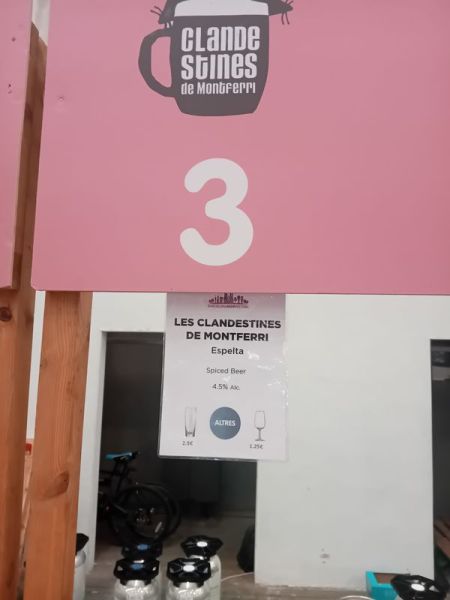 CLANDE
STINES
de MONTFERRI
3
LES CLANDESTINES
DE MONTFERRI
Espelta
Spiced Beer
4.5% Alc.
ALTRES
2.5€
1.25€